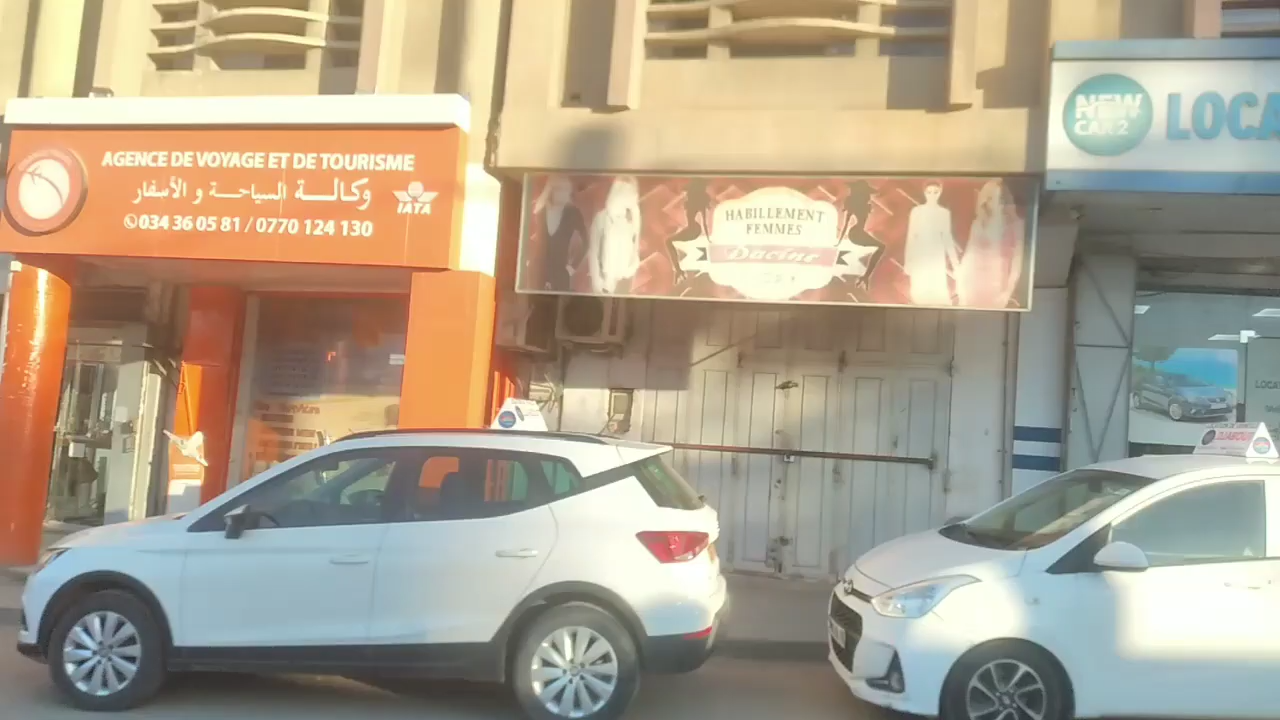 AGENCE DE VOYAGE ET DE TOURISME
وكالة السياحة و الأسفار
034 36 05 81 / 0770 124 130
IATA
HABILLEMENT
FEMMES
Dacine
NEW
CAR 2
LOCA
LOCA